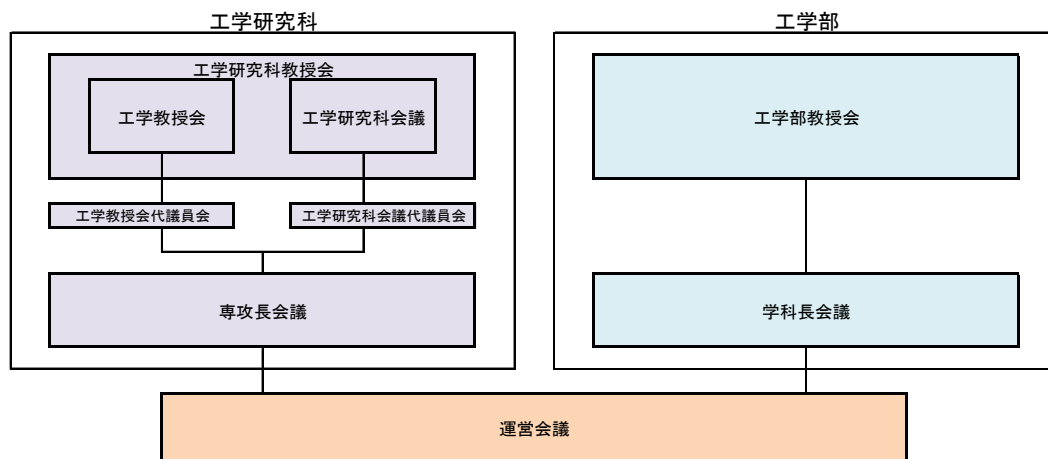 工学研究科
工学部
工学研究科教授会
工学教授会
工学研究科会議
工学部教授会
工学教授会代議員会
工学研究科会議代議員会
専攻長会議
学科長会議
運営会議